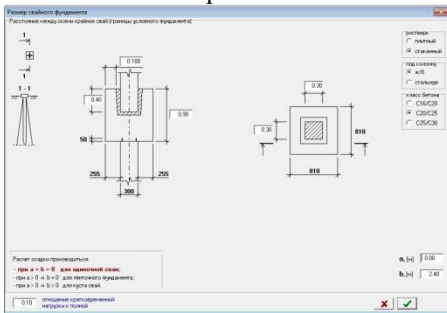 Размер свайного фундамента
Расстояние между осями крайних свай (границы условного фундамента)
1
1
1 - 1
0.100
0.40
0.90
50
255
255
300
0.30
0.30
810
810
ростверк
плитный
стаканный
под колонну
ж/б
стальную
класс бетона
C16/C20
C20/C25
C25/C30
Расчет осадки производиться:
- при a = b = 0 для одиночной сваи;
- при a > 0 и b = 0 для ленточного фундамента;
- при a > 0 и b > 0 для куста свай.
a, [м] 0.00
b, [м] 2.40
0.10 отношение кратковременной
нагрузки к полной